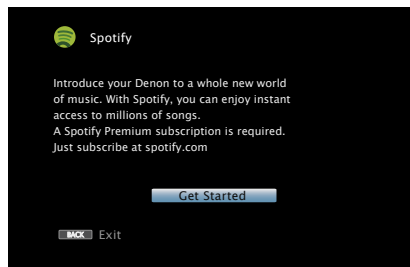 Spotify
Introduce your Denon to a whole new world
of music. With Spotify, you can enjoy instant
access to millions of songs.
A Spotify Premium subscription is required.
Just subscribe at spotify.com
Get Started
BACK Exit